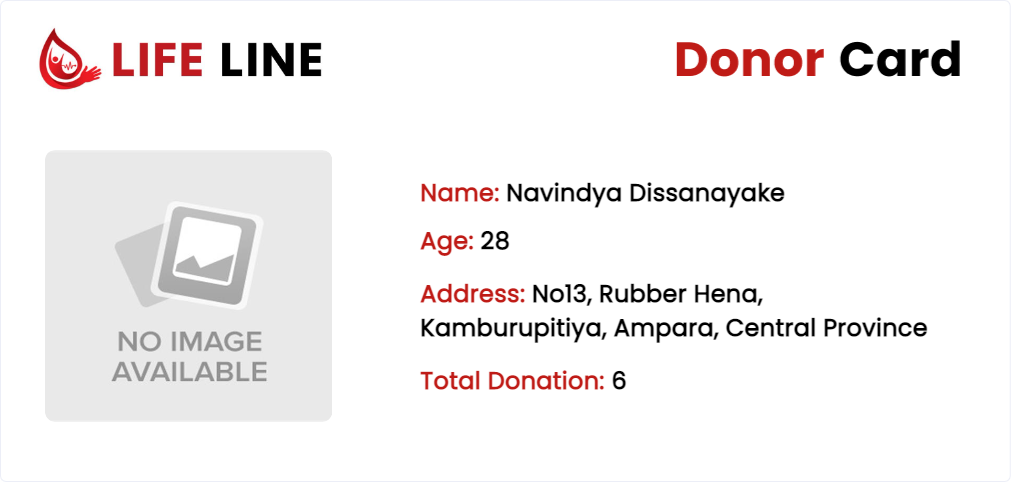 LIFE LINE
Donor Card
NO IMAGE
AVAILABLE
Name: Navindya Dissanayake
Age: 28
Address: No13, Rubber Hena,
Kamburupitiya, Ampara, Central Province
Total Donation: 6